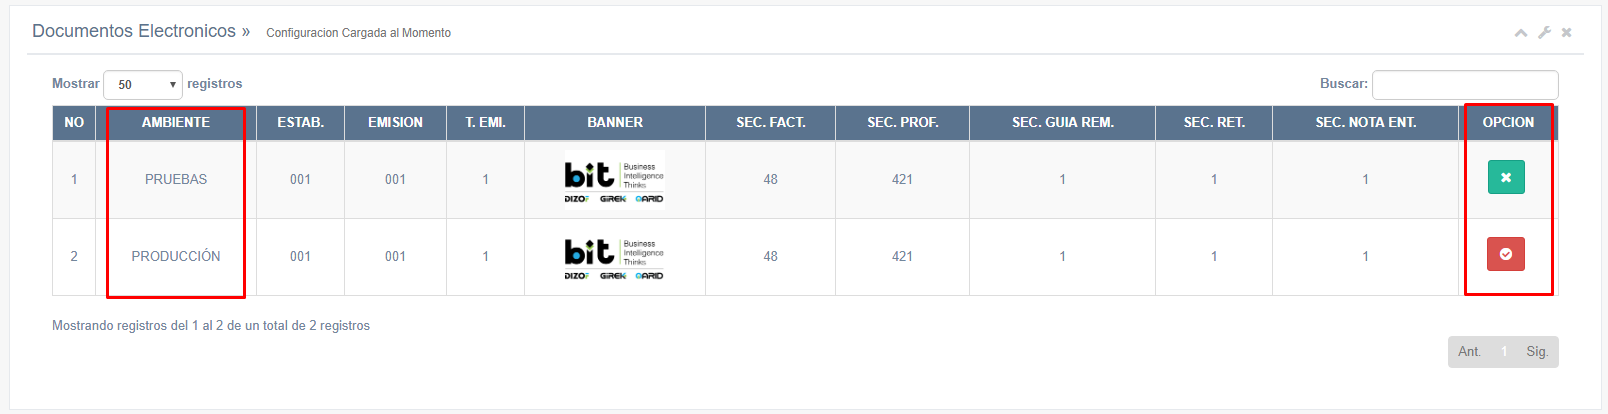 Documentos Electronicos » Configuracion Cargada al Momento
Mostrar 50 registros Buscar:
NO AMBIENTE ESTAB. EMISION T. EMI. BANNER SEC. FACT. SEC. PROF. SEC. GUIA REM. SEC. RET. SEC. NOTA ENT. OPCION
1 PRUEBAS 001 001 1 bit Business Intelligence Thinks 48 421 1 1 1
GIREK QARID
2 PRODUCCIÓN 001 001 1 bit Business Intelligence Thinks 48 421 1 1 1
GIREK QARID
Mostrando registros del 1 al 2 de un total de 2 registros
Ant. 1 Sig.